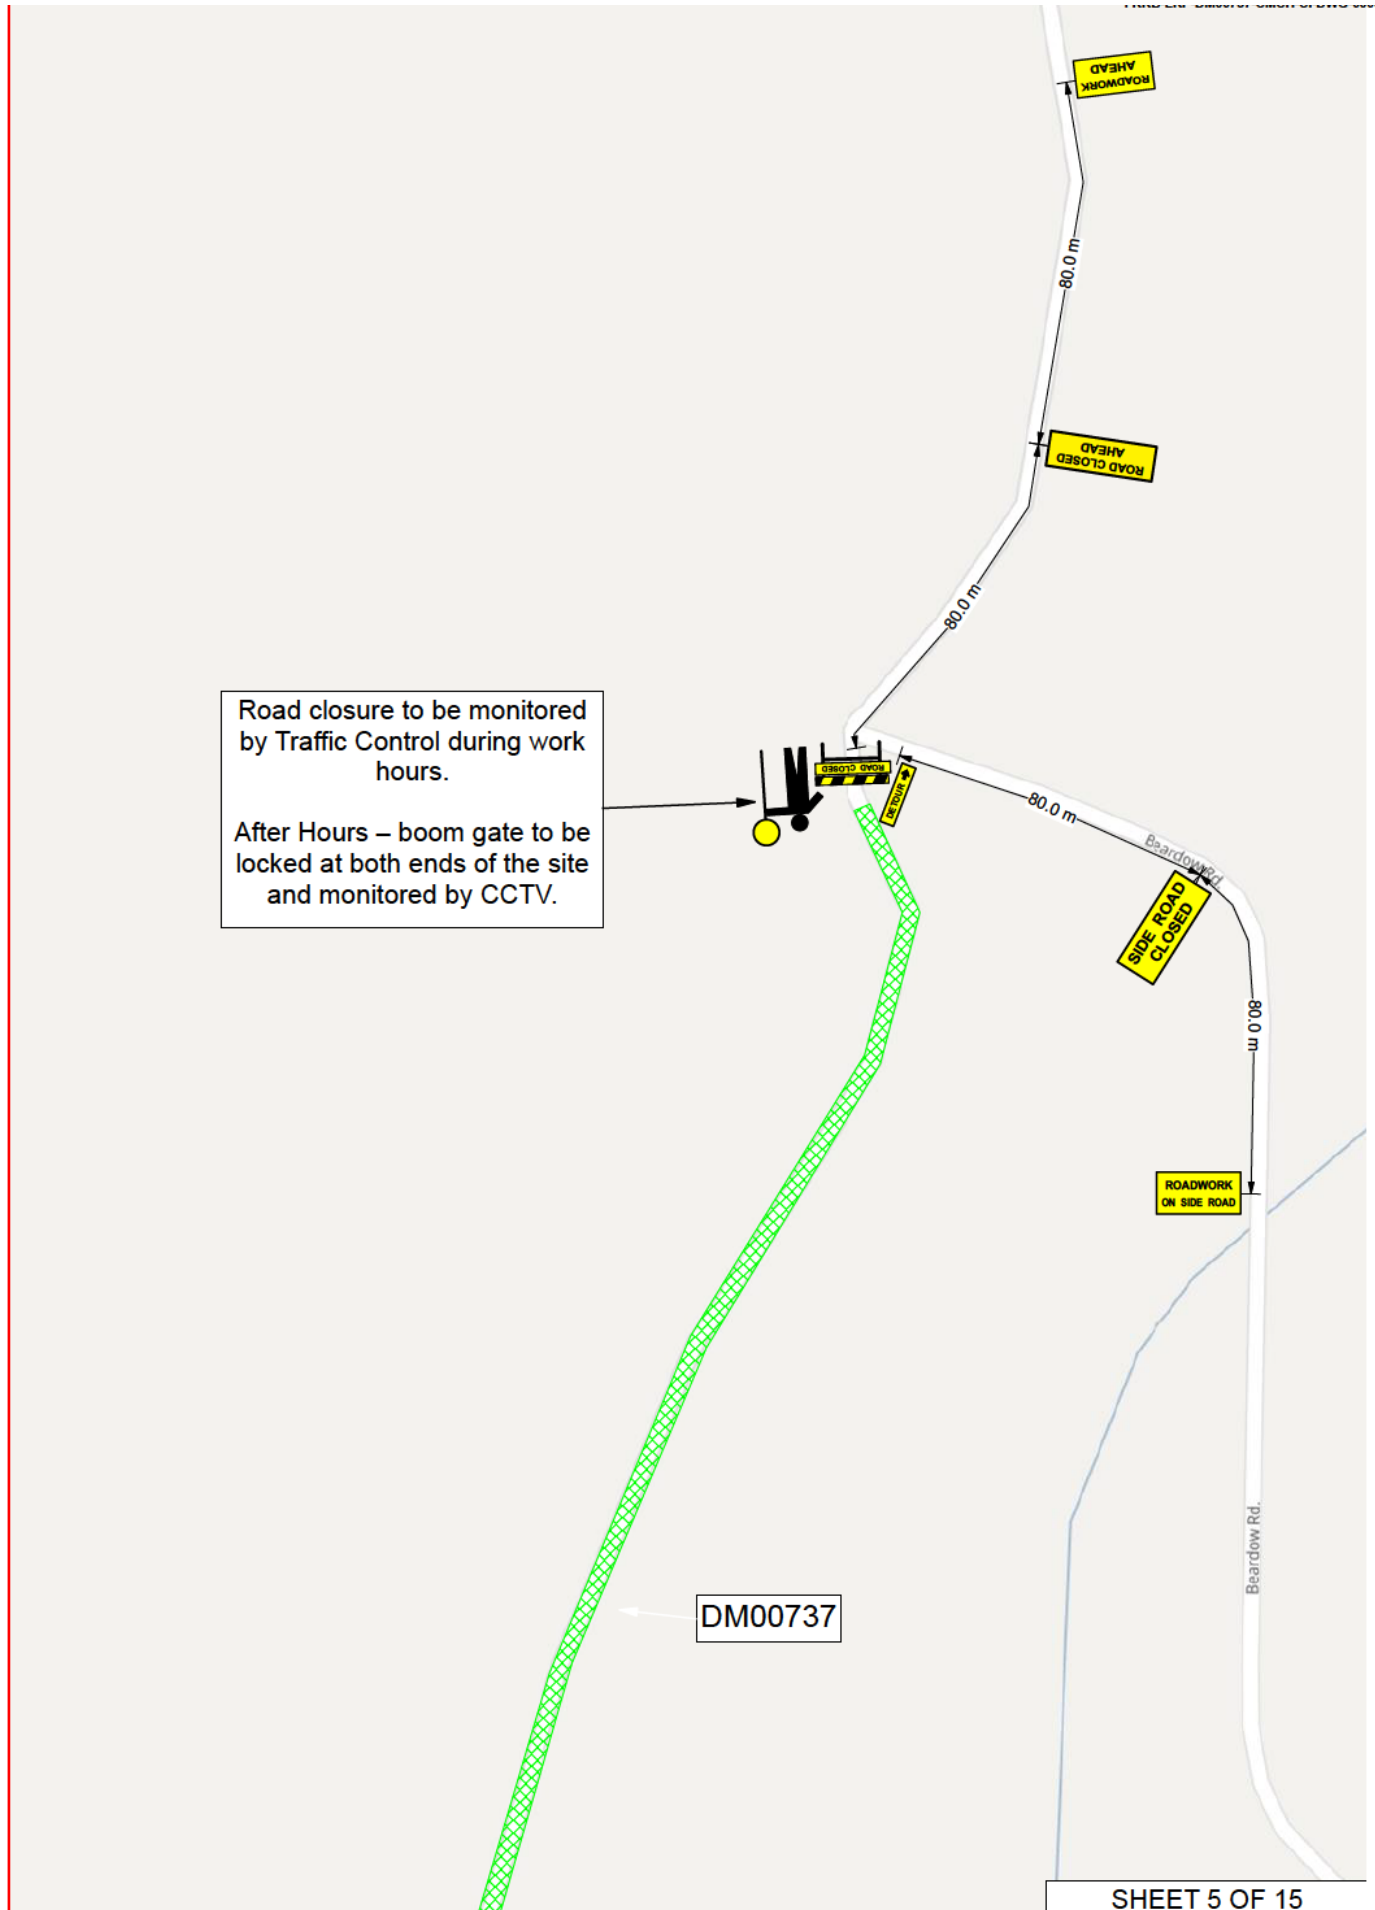 ROADWORK
AHEAD
80.0 m
ROAD CLOSED
AHEAD
80.0 m
Road closure to be monitored
by Traffic Control during work
hours.
After Hours – boom gate to be
locked at both ends of the site
and monitored by CCTV.
ROAD CLOSED
DETOUR
80.0 m
Beardow Rd.
SIDE ROAD
CLOSED
80.0 m
ROADWORK
ON SIDE ROAD
Beardow Rd.
DM00737
SHEET 5 OF 15